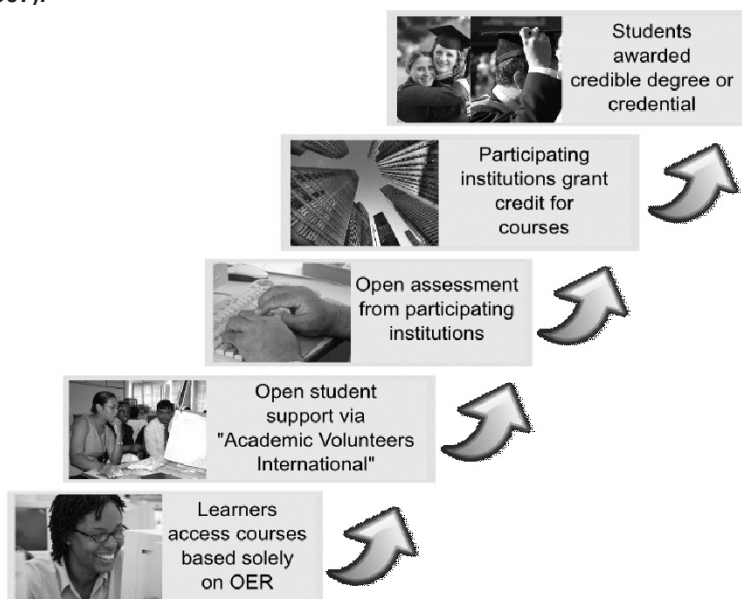 Students
awarded
credible degree or
credential
Participating
institutions grant
credit for
courses
Open assessment
from participating
institutions
Open student
support via
"Academic Volunteers
International"
Learners
access courses
based solely
on OER